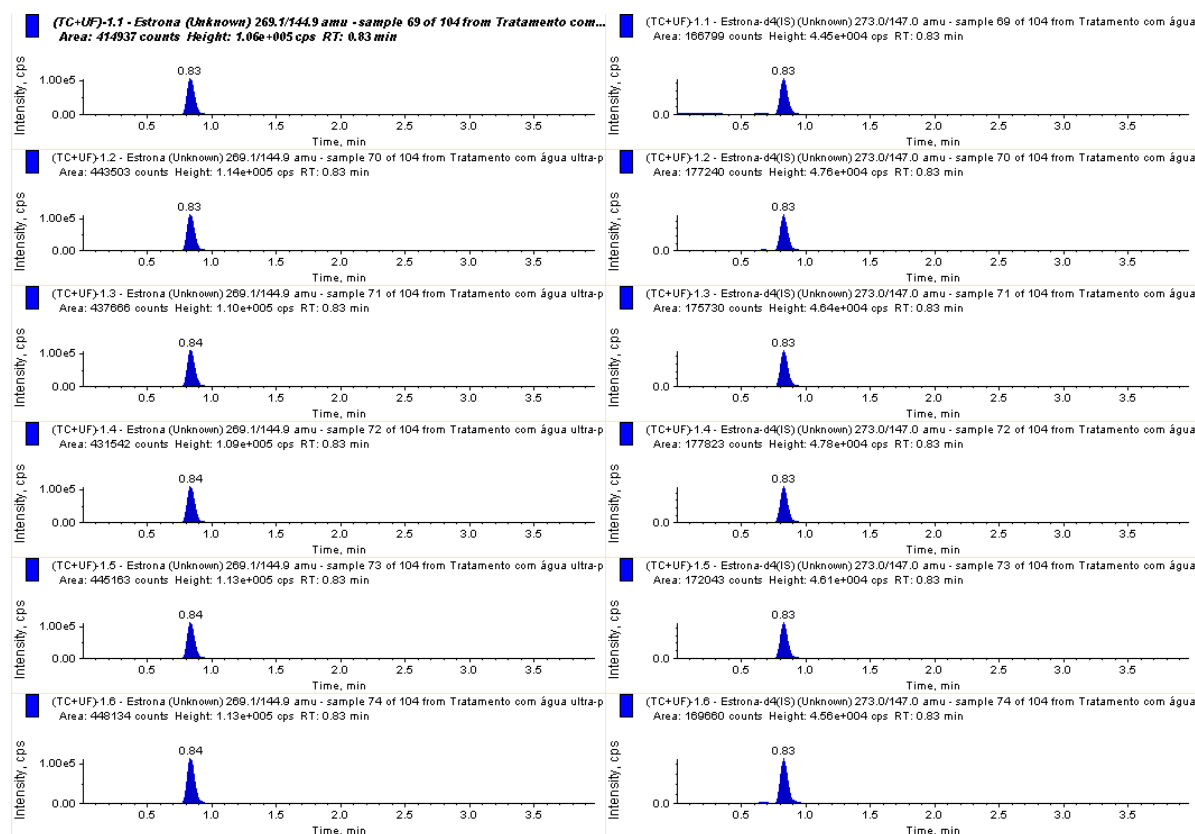 (TC+UF)-1.1 - Estrona (Unknown) 269.1/144.9 amu - sample 69 of 104 from Tratamento com...
Area: 414937 counts Height: 1.06e+005 cps RT: 0.83 min
Intensity, cps
1.00e5
0.00
0.83
0.5 1.0 1.5 2.0 2.5 3.0 3.5
Time, min
(TC+UF)-1.1 - Estrona-d4(IS) (Unknown) 273.0/147.0 amu - sample 69 of 104 from Tratamento com água
Area: 166799 counts Height: 4.45e+004 cps RT: 0.83 min
Intensity, cps
0.0
0.83
0.5 1.0 1.5 2.0 2.5 3.0 3.5
Time, min
(TC+UF)-1.2 - Estrona (Unknown) 269.1/144.9 amu - sample 70 of 104 from Tratamento com água ultra-p
Area: 443503 counts Height: 1.14e+005 cps RT: 0.83 min
Intensity, cps
1.00e5
0.00
0.83
0.5 1.0 1.5 2.0 2.5 3.0 3.5
Time, min
(TC+UF)-1.2 - Estrona-d4(IS) (Unknown) 273.0/147.0 amu - sample 70 of 104 from Tratamento com água
Area: 177240 counts Height: 4.76e+004 cps RT: 0.83 min
Intensity, cps
0.0
0.83
0.5 1.0 1.5 2.0 2.5 3.0 3.5
Time, min
(TC+UF)-1.3 - Estrona (Unknown) 269.1/144.9 amu - sample 71 of 104 from Tratamento com água ultra-p
Area: 437666 counts Height: 1.10e+005 cps RT: 0.83 min
Intensity, cps
1.00e5
0.00
0.84
0.5 1.0 1.5 2.0 2.5 3.0 3.5
Time, min
(TC+UF)-1.3 - Estrona-d4(IS) (Unknown) 273.0/147.0 amu - sample 71 of 104 from Tratamento com água
Area: 175730 counts Height: 4.64e+004 cps RT: 0.83 min
Intensity, cps
0.0
0.83
0.5 1.0 1.5 2.0 2.5 3.0 3.5
Time, min
(TC+UF)-1.4 - Estrona (Unknown) 269.1/144.9 amu - sample 72 of 104 from Tratamento com água ultra-p
Area: 431542 counts Height: 1.09e+005 cps RT: 0.83 min
Intensity, cps
1.00e5
0.00
0.84
0.5 1.0 1.5 2.0 2.5 3.0 3.5
Time, min
(TC+UF)-1.4 - Estrona-d4(IS) (Unknown) 273.0/147.0 amu - sample 72 of 104 from Tratamento com água
Area: 177823 counts Height: 4.78e+004 cps RT: 0.83 min
Intensity, cps
0.0
0.83
0.5 1.0 1.5 2.0 2.5 3.0 3.5
Time, min
(TC+UF)-1.5 - Estrona (Unknown) 269.1/144.9 amu - sample 73 of 104 from Tratamento com água ultra-p
Area: 445163 counts Height: 1.13e+005 cps RT: 0.83 min
Intensity, cps
1.00e5
0.00
0.84
0.5 1.0 1.5 2.0 2.5 3.0 3.5
Time, min
(TC+UF)-1.5 - Estrona-d4(IS) (Unknown) 273.0/147.0 amu - sample 73 of 104 from Tratamento com água
Area: 172043 counts Height: 4.61e+004 cps RT: 0.83 min
Intensity, cps
0.0
0.83
0.5 1.0 1.5 2.0 2.5 3.0 3.5
Time, min
(TC+UF)-1.6 - Estrona (Unknown) 269.1/144.9 amu - sample 74 of 104 from Tratamento com água ultra-p
Area: 448134 counts Height: 1.13e+005 cps RT: 0.83 min
Intensity, cps
1.00e5
0.00
0.84
0.5 1.0 1.5 2.0 2.5 3.0 3.5
Time, min
(TC+UF)-1.6 - Estrona-d4(IS) (Unknown) 273.0/147.0 amu - sample 74 of 104 from Tratamento com água
Area: 169660 counts Height: 4.56e+004 cps RT: 0.83 min
Intensity, cps
0.0
0.83
0.5 1.0 1.5 2.0 2.5 3.0 3.5
Time, min